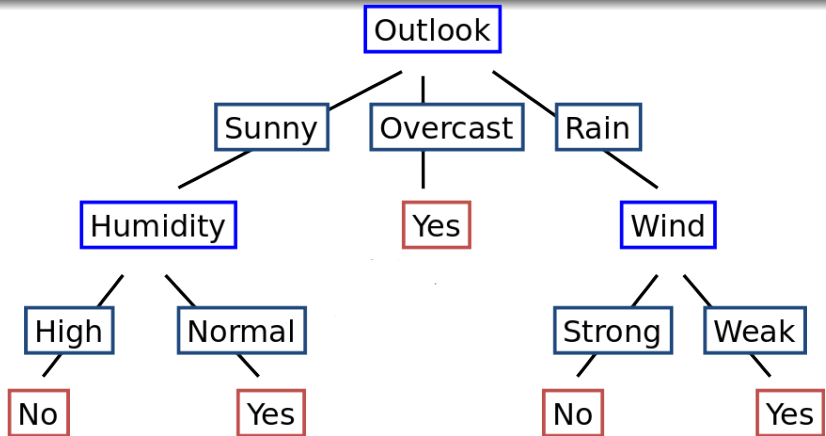 Outlook
Sunny
Overcast
Rain
Humidity
Yes
Wind
High
Normal
Strong
Weak
No
Yes
No
Yes